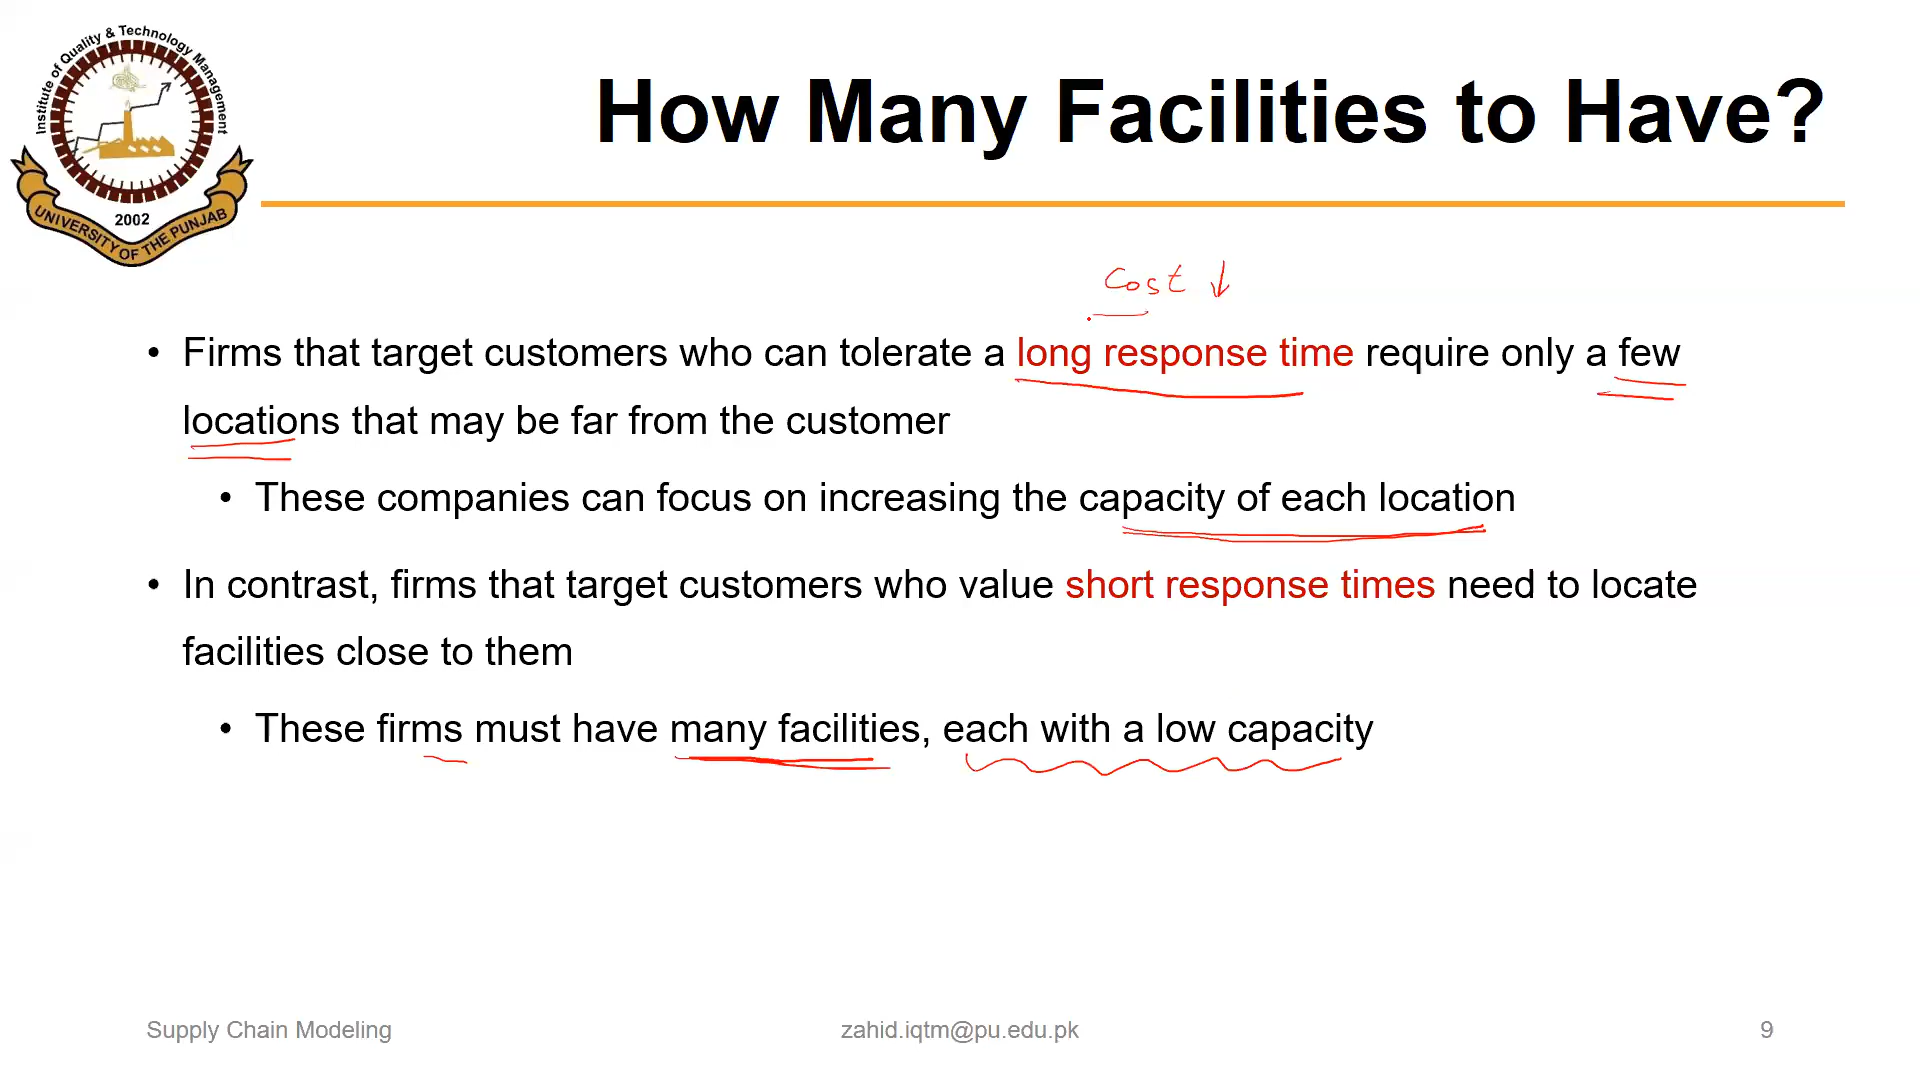 Institute of Quality & Technology Management
2002
UNIVERSITY OF THE PUNJAB
How Many Facilities to Have?
Cost ↓
• Firms that target customers who can tolerate a long response time require only a few
locations that may be far from the customer
• These companies can focus on increasing the capacity of each location
• In contrast, firms that target customers who value short response times need to locate
facilities close to them
• These firms must have many facilities, each with a low capacity
Supply Chain Modeling
zahid.iqtm@pu.edu.pk
9